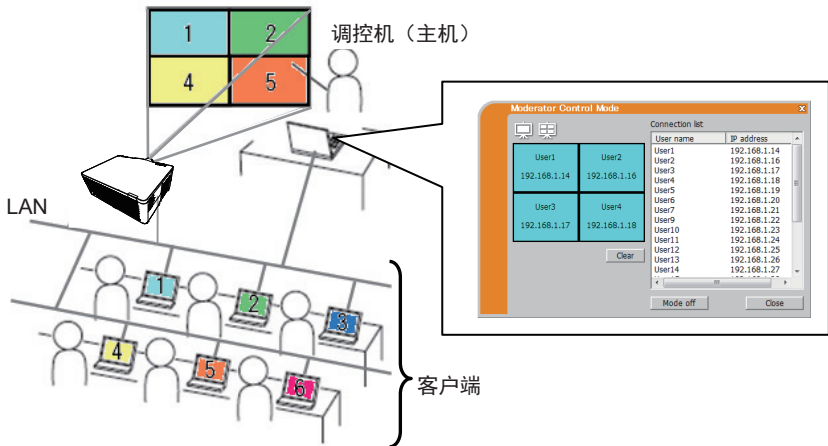 1 2
调控机（主机）
4 5
Moderator Control Mode x
Connection list
User name IP address
User1 192.168.1.14
User2 192.168.1.16
User3 192.168.1.17
User4 192.168.1.18
User5 192.168.1.19
User6 192.168.1.20
User7 192.168.1.21
User9 192.168.1.22
User10 192.168.1.23
User11 192.168.1.24
User12 192.168.1.25
User13 192.168.1.26
User14 192.168.1.27
User1 User2
192.168.1.14 192.168.1.16
User3 User4
192.168.1.17 192.168.1.18
Clear
Mode off Close
LAN
1 2 3
4 5 6
客户端